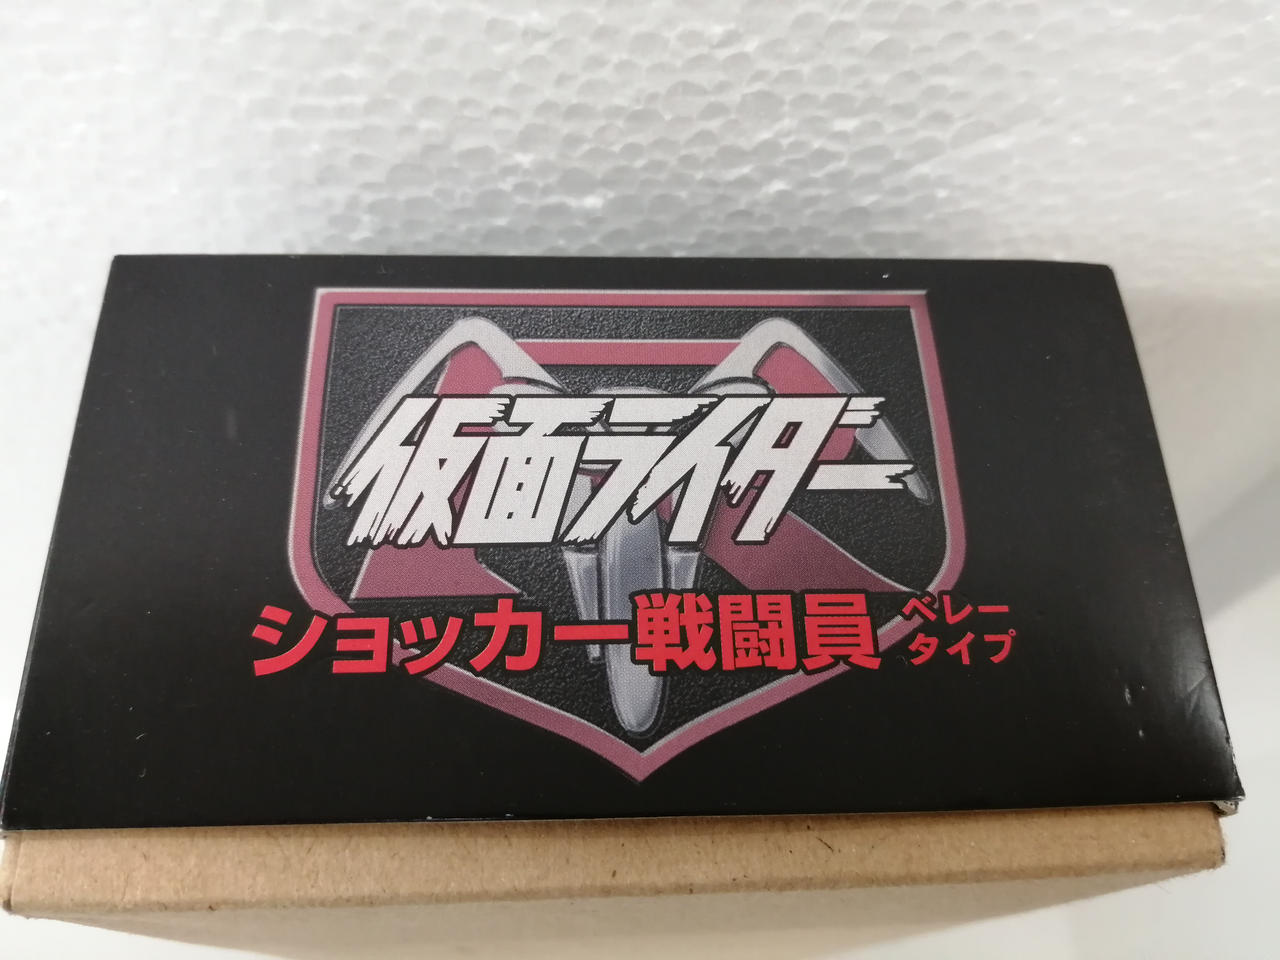 仮面ライダー
ショッカー戦闘員 ベレー
タイプ